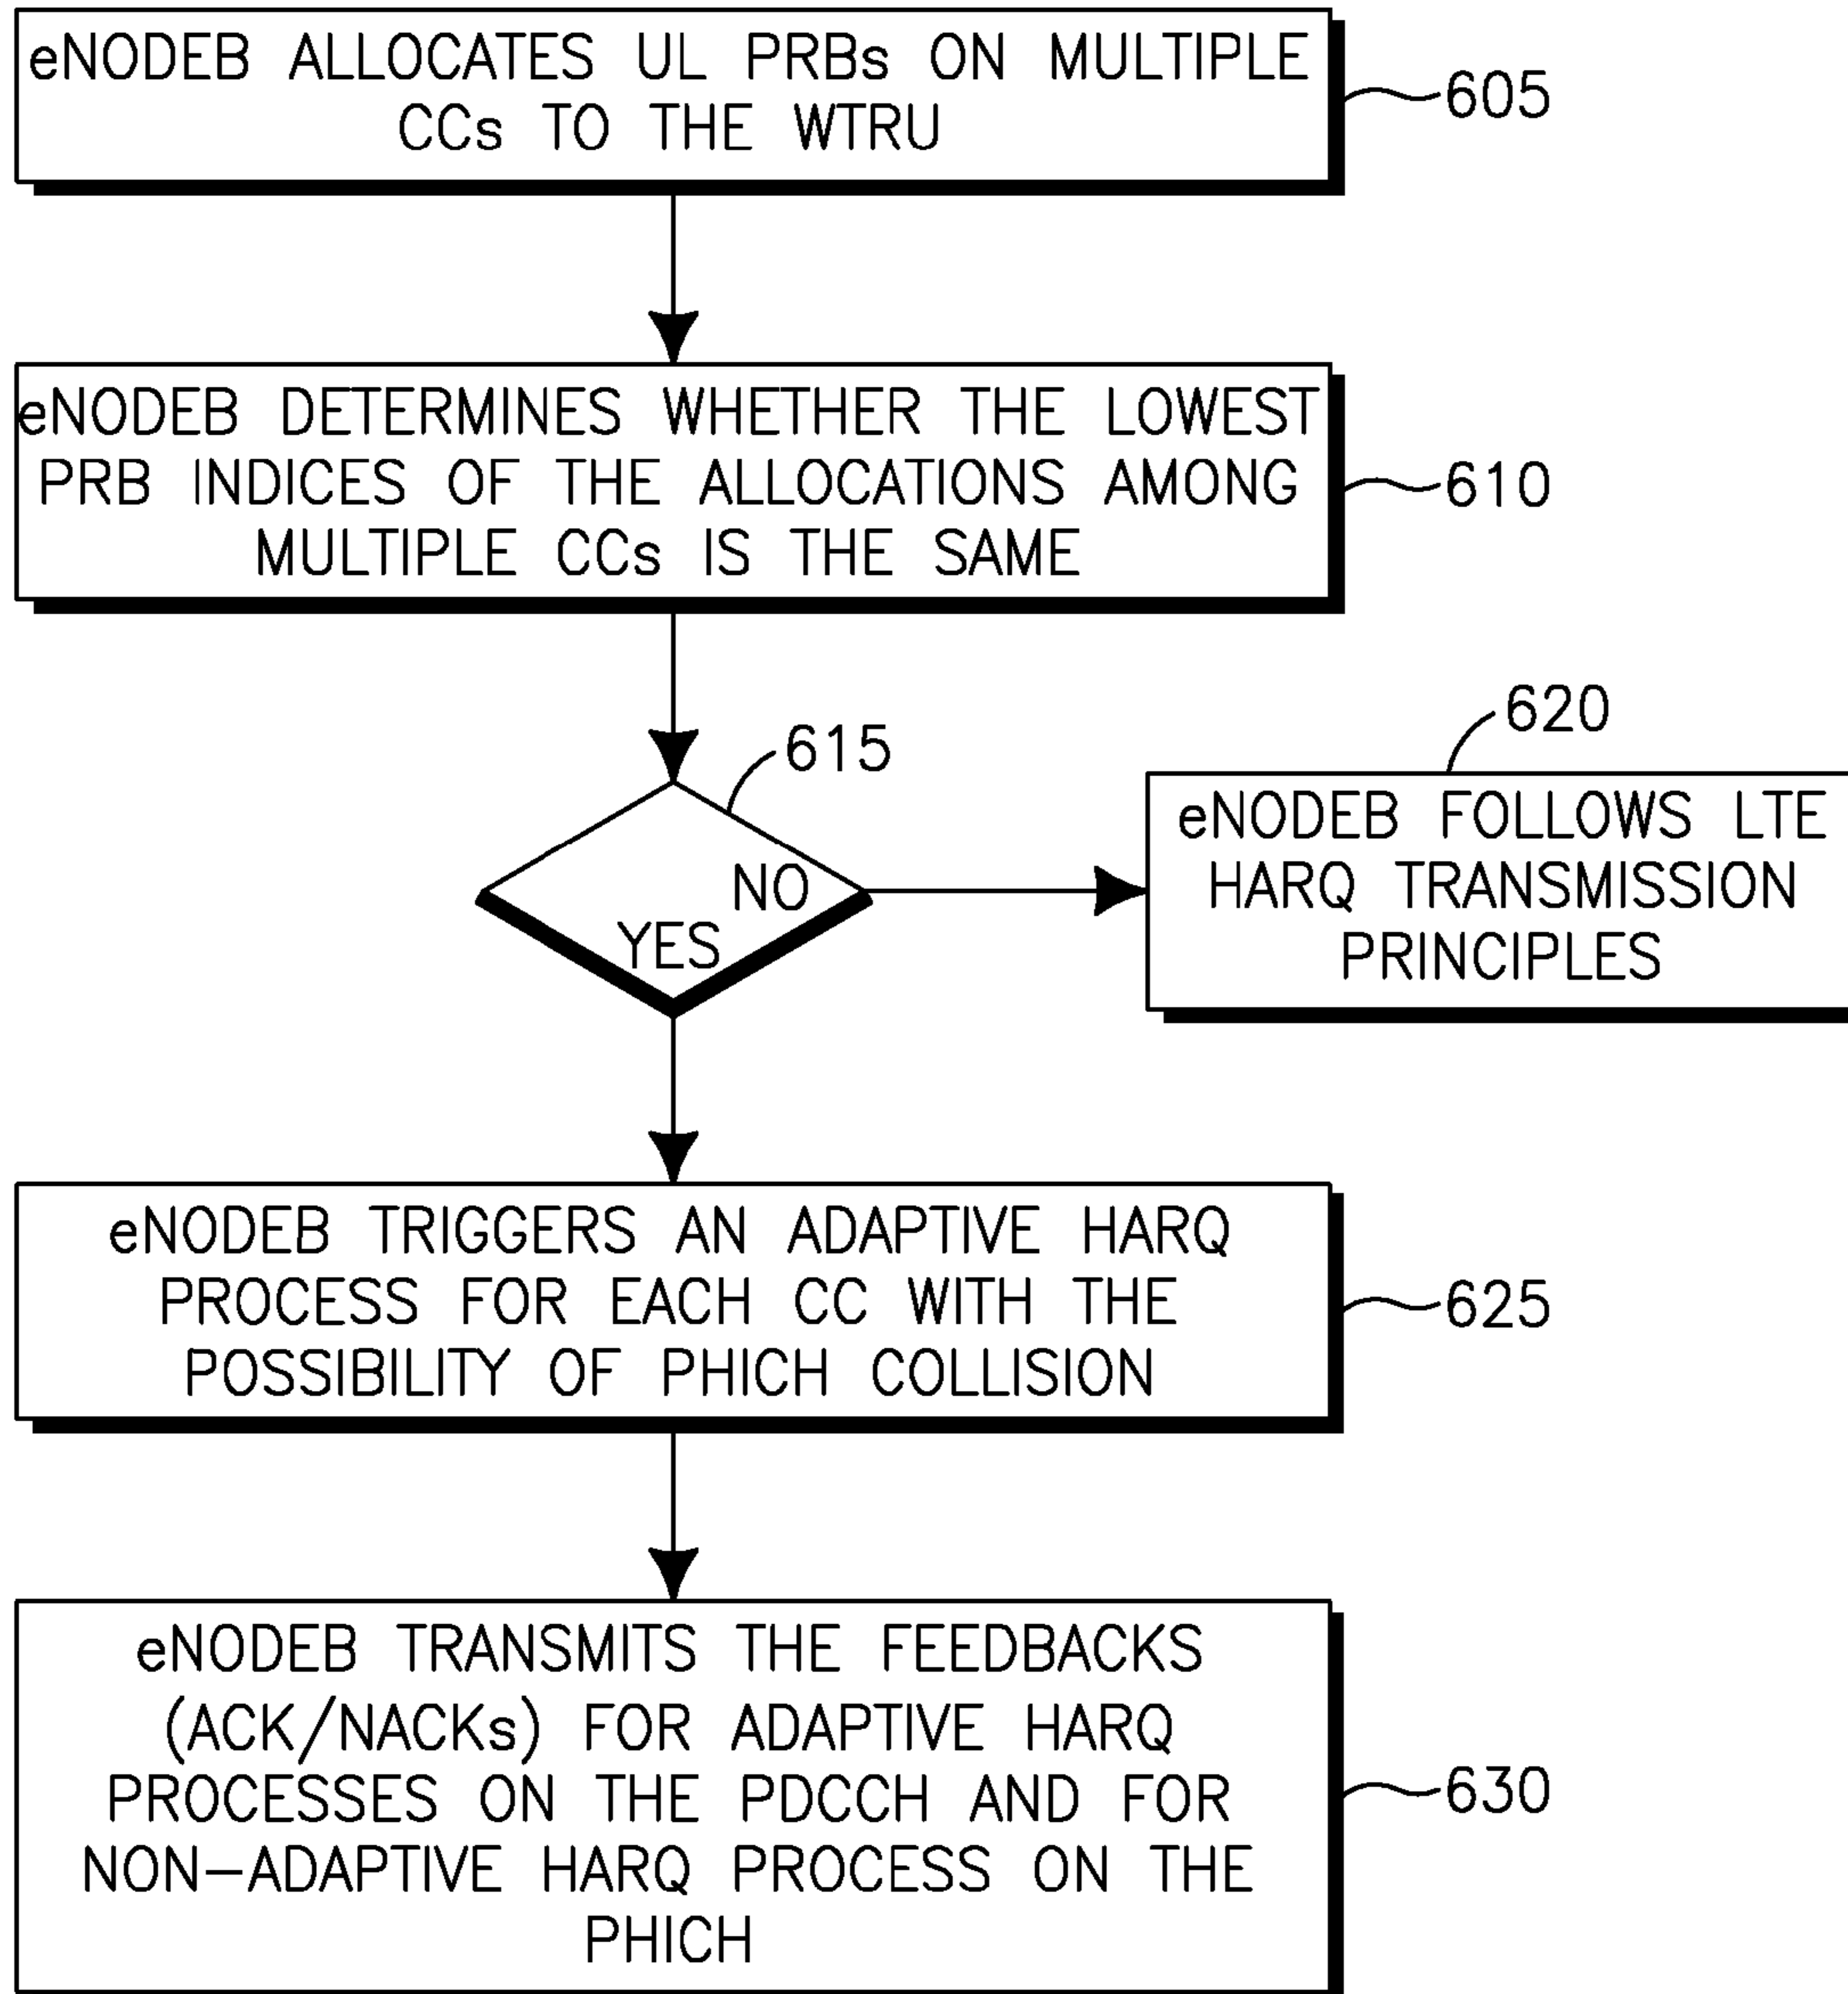 eNODEB ALLOCATES UL PRBs ON MULTIPLE
CCs TO THE WTRU
605
eNODEB DETERMINES WHETHER THE LOWEST
PRB INDICES OF THE ALLOCATIONS AMONG
MULTIPLE CCs IS THE SAME
610
615
NO
YES
620
eNODEB FOLLOWS LTE
HARQ TRANSMISSION
PRINCIPLES
eNODEB TRIGGERS AN ADAPTIVE HARQ
PROCESS FOR EACH CC WITH THE
POSSIBILITY OF PHICH COLLISION
625
eNODEB TRANSMITS THE FEEDBACKS
(ACK/NACKs) FOR ADAPTIVE HARQ
PROCESSES ON THE PDCCH AND FOR
NON-ADAPTIVE HARQ PROCESS ON THE
PHICH
630